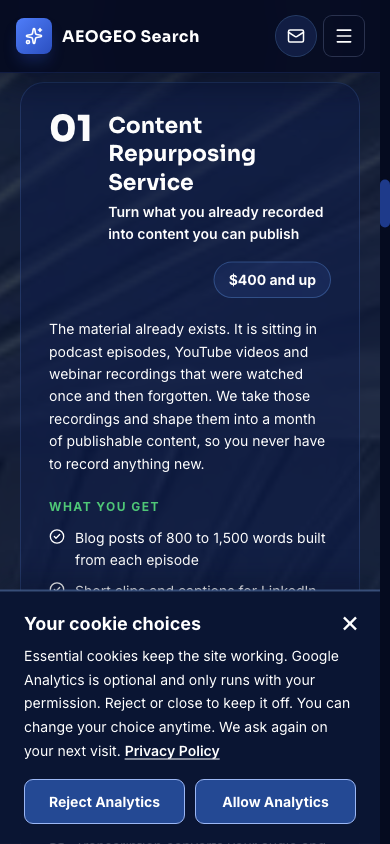 AEOGEO Search
01 Content
Repurposing
Service
Turn what you already recorded
into content you can publish
$400 and up
The material already exists. It is sitting in
podcast episodes, YouTube videos and
webinar recordings that were watched
once and then forgotten. We take those
recordings and shape them into a month
of publishable content, so you never have
to record anything new.
WHAT YOU GET
Blog posts of 800 to 1,500 words built
from each episode
Short clips and captions for LinkedIn
Your cookie choices
Essential cookies keep the site working. Google
Analytics is optional and only runs with your
permission. Reject or close to keep it off. You can
change your choice anytime. We ask again on
your next visit. Privacy Policy
Reject Analytics
Allow Analytics